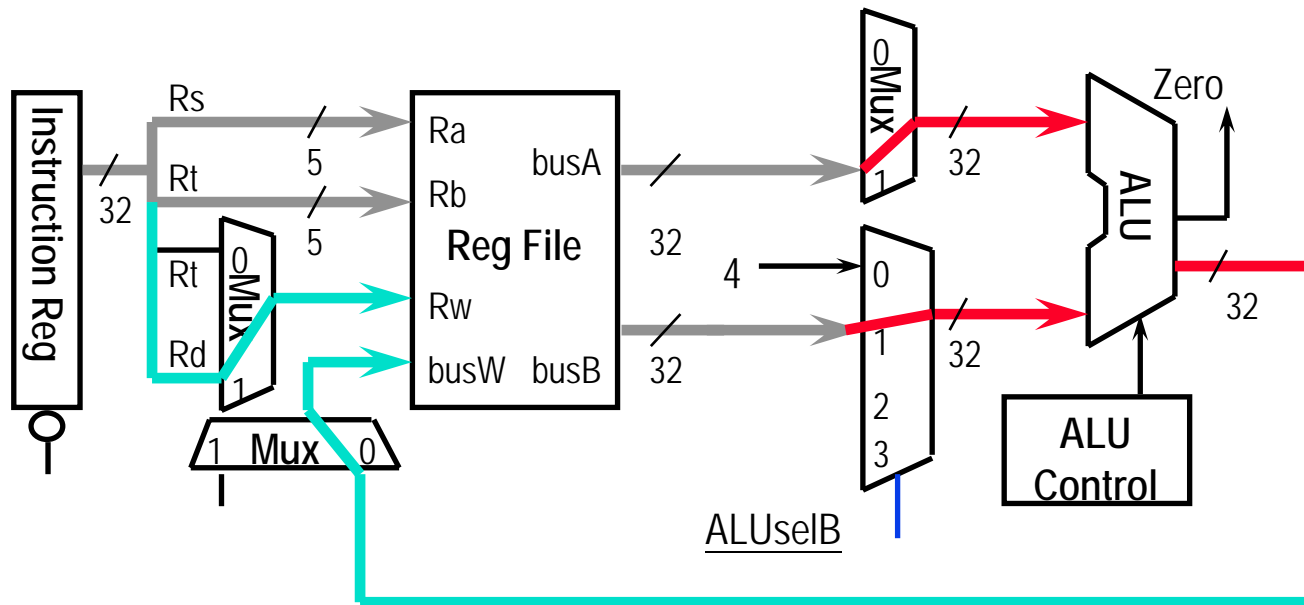 Instruction Reg
32
Rs
5
Rt
5
Rt
Rd
0
Mux
1
1 Mux 0
Ra
Rb
Reg File
Rw
busW
busA
busB
32
32
0
Mux
1
32
4
0
1
2
3
32
ALUselB
ALU
Zero
32
ALU
Control